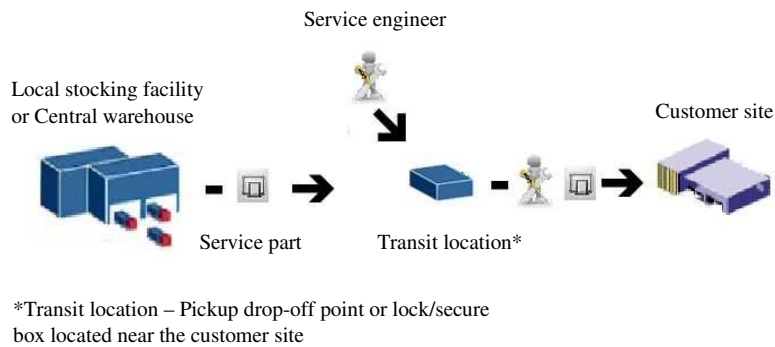 Service engineer
Local stocking facility
or Central warehouse
Customer site
Service part
Transit location*
*Transit location – Pickup drop-off point or lock/secure
box located near the customer site